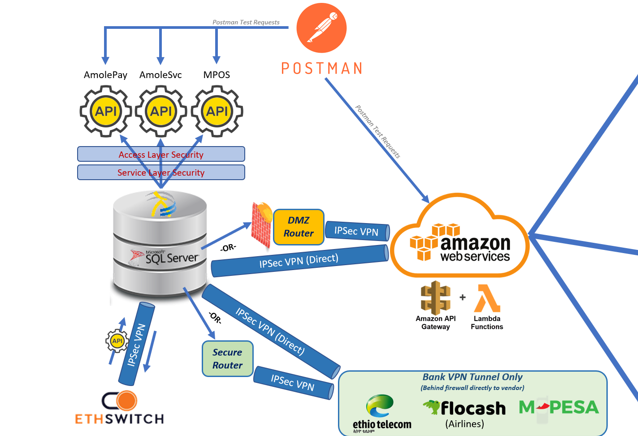 Postman Test Requests
POSTMAN
AmolePay
AmoleSvc
MPOS
API
API
API
Postman Test Requests
Access Layer Security
Service Layer Security
DMZ
Router
IPSec VPN
-OR-
Microsoft
SQL Server
IPSec VPN (Direct)
amazon
web services
Amazon API
Gateway
+
Lambda
Functions
IPSec VPN (Direct)
-OR-
API
IPSec VPN
Secure
Router
IPSec VPN
ETHSWITCH
Bank VPN Tunnel Only
(Behind firewall directly to vendor)
ethio telecom
flocash
(Airlines)
M-PESA